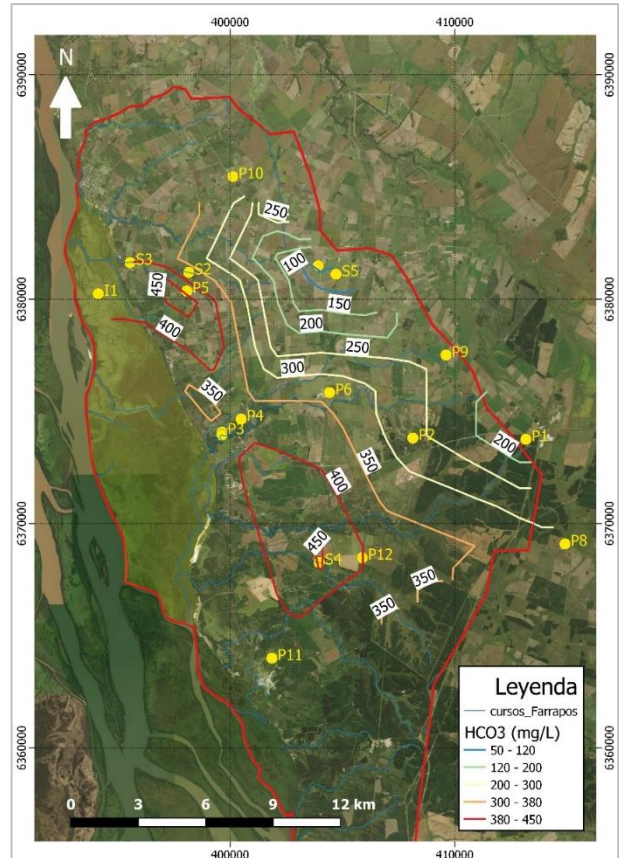 400000 410000
N
6390000 6390000
P10
250
S3
S2
100
S5
450
P5
I1
6380000 6380000
150
400
200
250
P9
300
350
P6
P4
P3
P2
200
P1
400
350
6370000 6370000
450
P12
S4
P8
350
350
P11
Leyenda
cursos_Farrapos
HCO3 (mg/L)
50 - 120
120 - 200
200 - 300
300 - 380
380 - 450
6360000 6360000
0 3 6 9 12 km
400000 410000